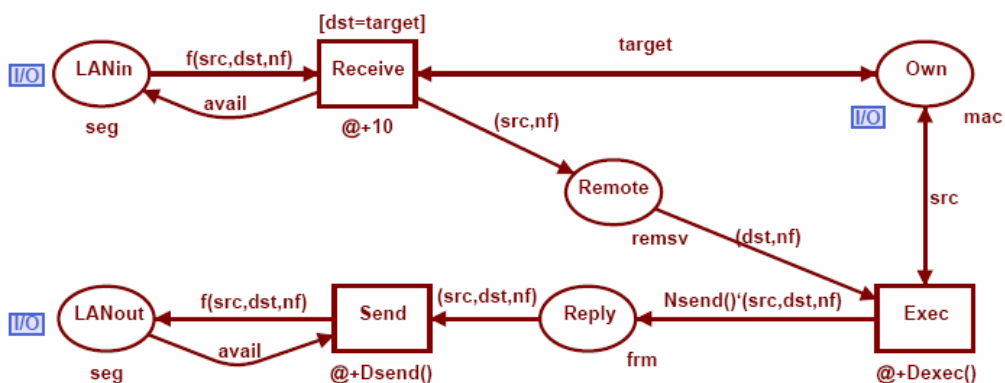 [dst=target]
I/O
LANin
f(src,dst,nf)
Receive
target
Own
avail
seg
@+10
(src,nf)
I/O
mac
Remote
src
remsv
(dst,nf)
I/O
LANout
f(src,dst,nf)
Send
(src,dst,nf)
Reply
Nsend()‘(src,dst,nf)
Exec
avail
seg
@+Dsend()
frm
@+Dexec()